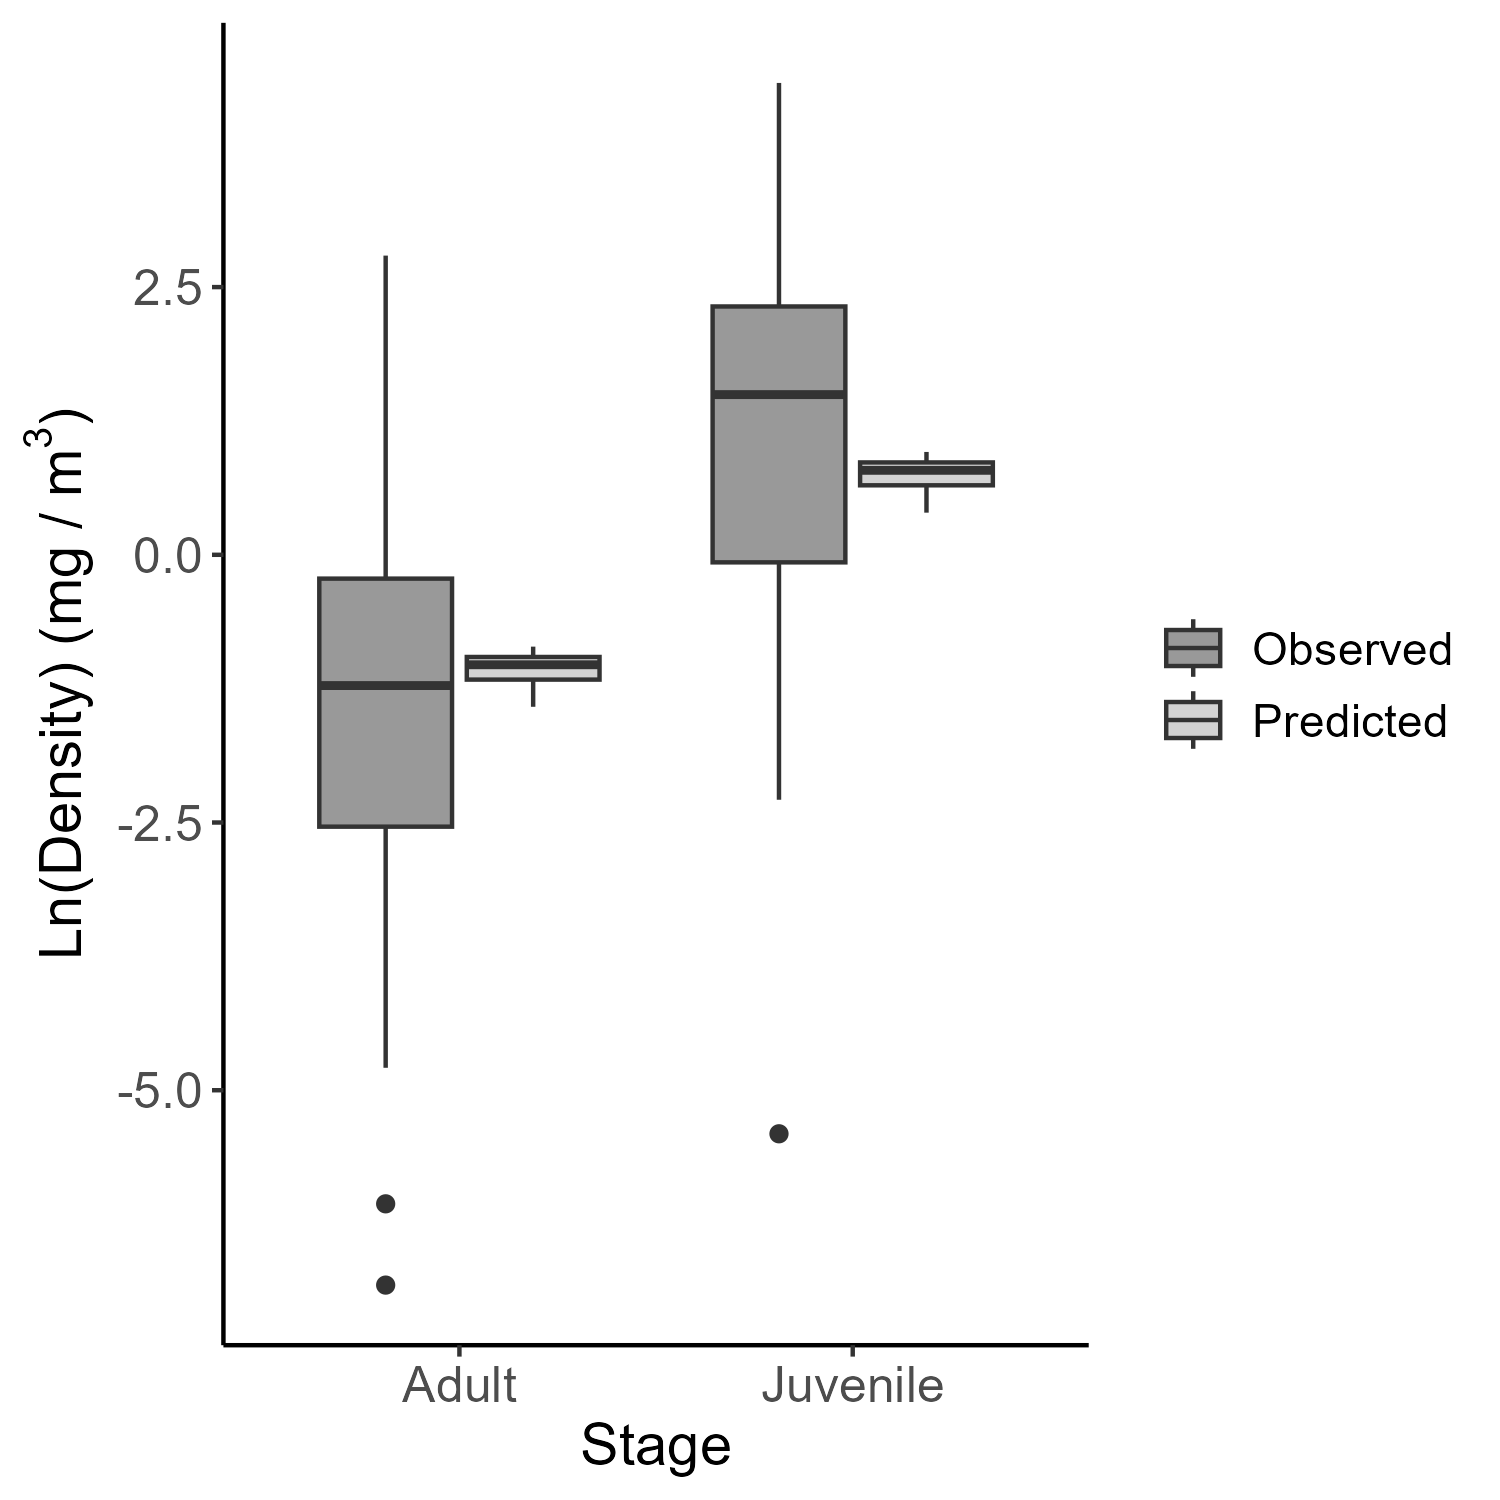 Ln(Density) (mg / m³)
2.5
0.0
-2.5
-5.0
Adult
Juvenile
Stage
Observed
Predicted